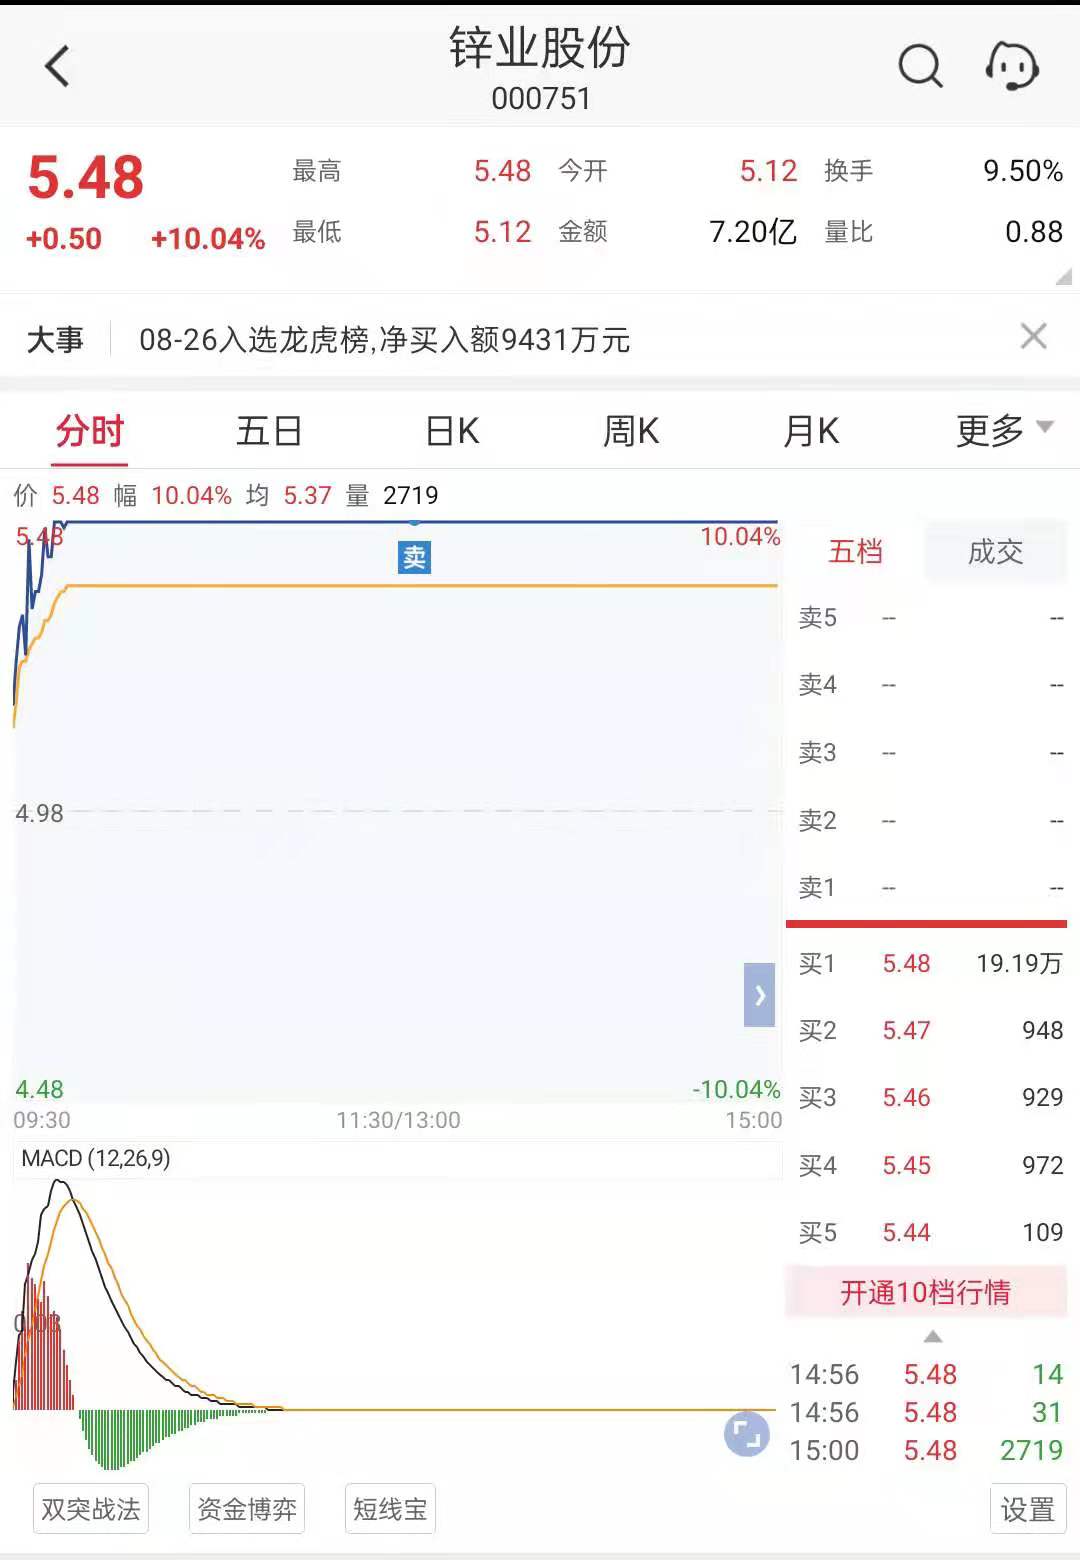 锌业股份
000751
5.48 最高 5.48 今开 5.12 换手 9.50%
+0.50 +10.04% 最低 5.12 金额 7.20亿 量比 0.88
大事 08-26入选龙虎榜,净买入额9431万元
分时 五日 日K 周K 月K 更多
价 5.48 幅 10.04% 均 5.37 量 2719
5.48 10.04%
卖
4.98
4.48 -10.04%
09:30 11:30/13:00 15:00
MACD (12,26,9)
0.03
五档 成交
卖5 -- --
卖4 -- --
卖3 -- --
卖2 -- --
卖1 -- --
买1 5.48 19.19万
买2 5.47 948
买3 5.46 929
买4 5.45 972
买5 5.44 109
开通10档行情
14:56 5.48 14
14:56 5.48 31
15:00 5.48 2719
双突战法 资金博弈 短线宝 设置